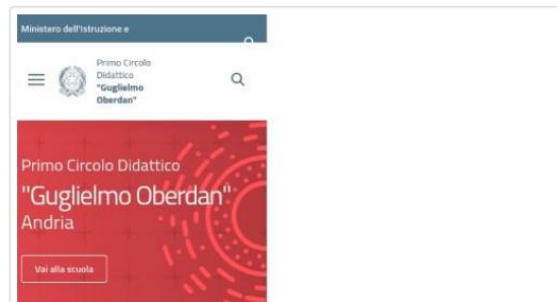 Ministero dell'Istruzione e
Primo Circolo
Didattico
"Guglielmo
Oberdan"
Primo Circolo Didattico
"Guglielmo Oberdan"
Andria
Vai alla scuola